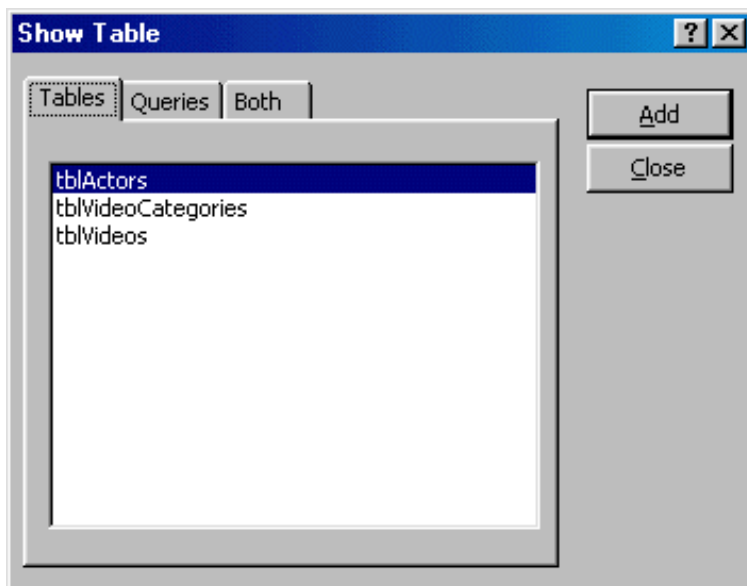 Show Table
Tables Queries Both
Add
Close
tblActors
tblVideoCategories
tblVideos